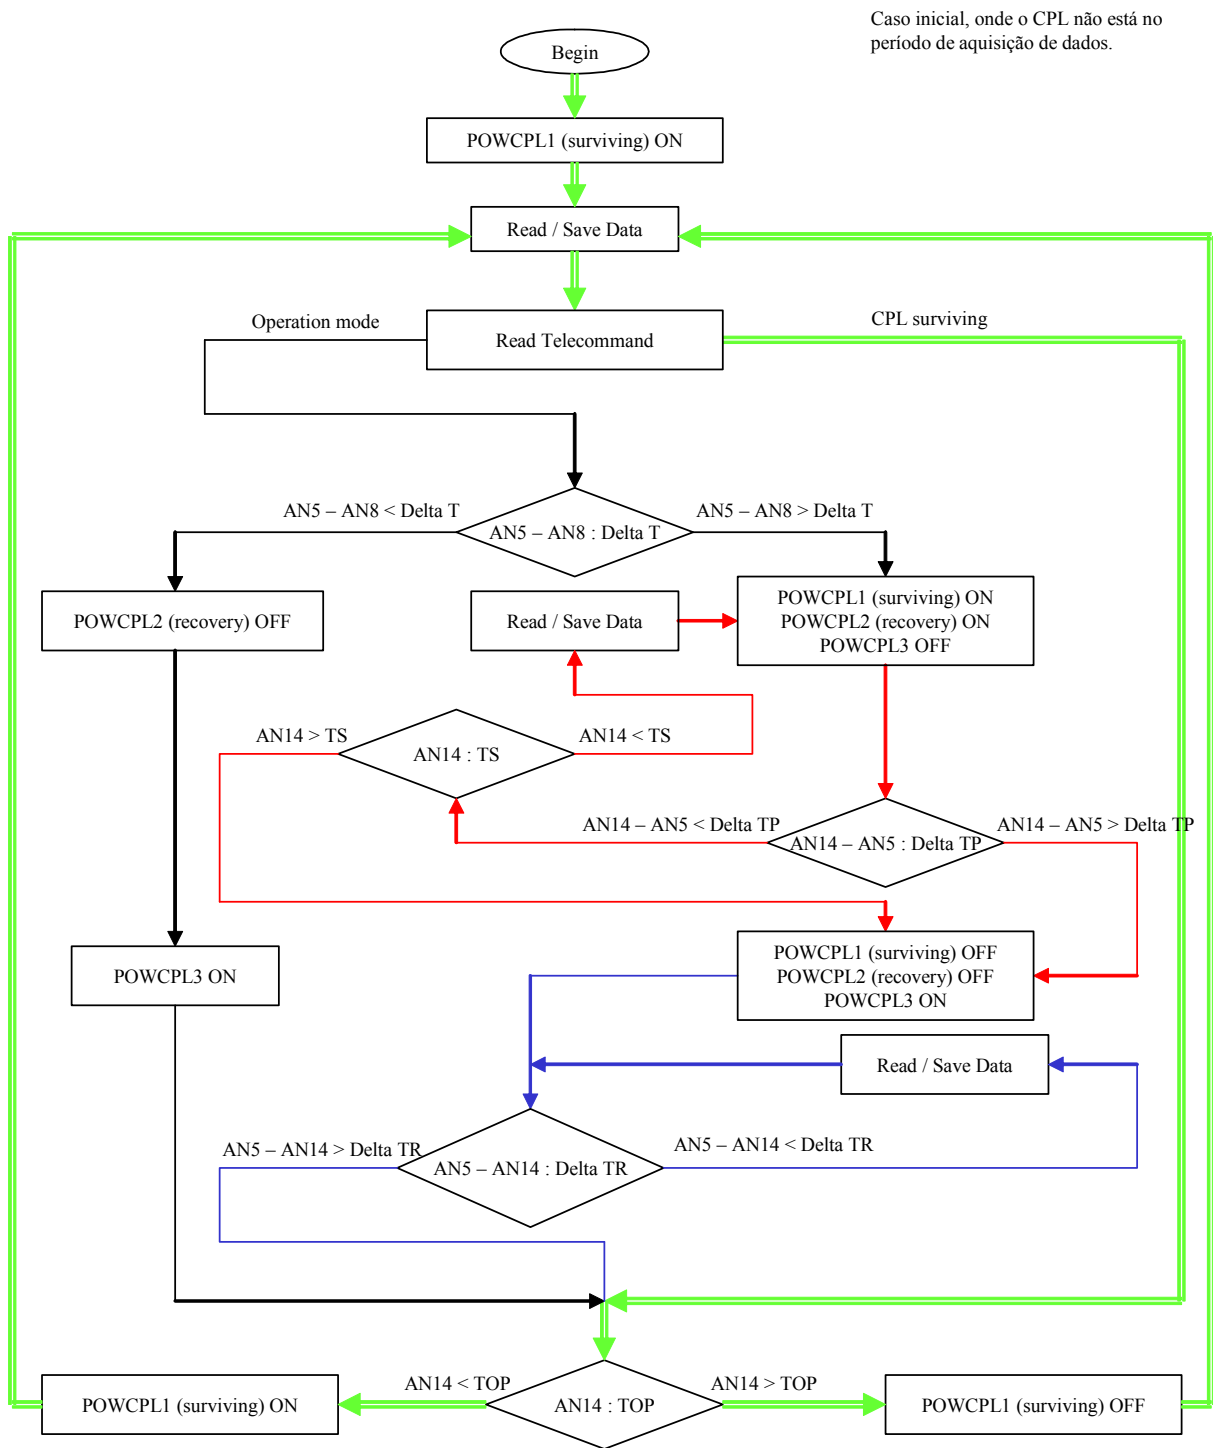 Caso inicial, onde o CPL não está no
período de aquisição de dados.
Begin
POWCPL1 (surviving) ON
Read / Save Data
Operation mode
Read Telecommand
CPL surviving
AN5 – AN8 < Delta T
AN5 – AN8 : Delta T
AN5 – AN8 > Delta T
POWCPL2 (recovery) OFF
Read / Save Data
POWCPL1 (surviving) ON
POWCPL2 (recovery) ON
POWCPL3 OFF
AN14 > TS
AN14 : TS
AN14 < TS
AN14 – AN5 < Delta TP
AN14 – AN5 : Delta TP
AN14 – AN5 > Delta TP
POWCPL3 ON
POWCPL1 (surviving) OFF
POWCPL2 (recovery) OFF
POWCPL3 ON
Read / Save Data
AN5 – AN14 > Delta TR
AN5 – AN14 : Delta TR
AN5 – AN14 < Delta TR
POWCPL1 (surviving) ON
AN14 < TOP
AN14 : TOP
AN14 > TOP
POWCPL1 (surviving) OFF